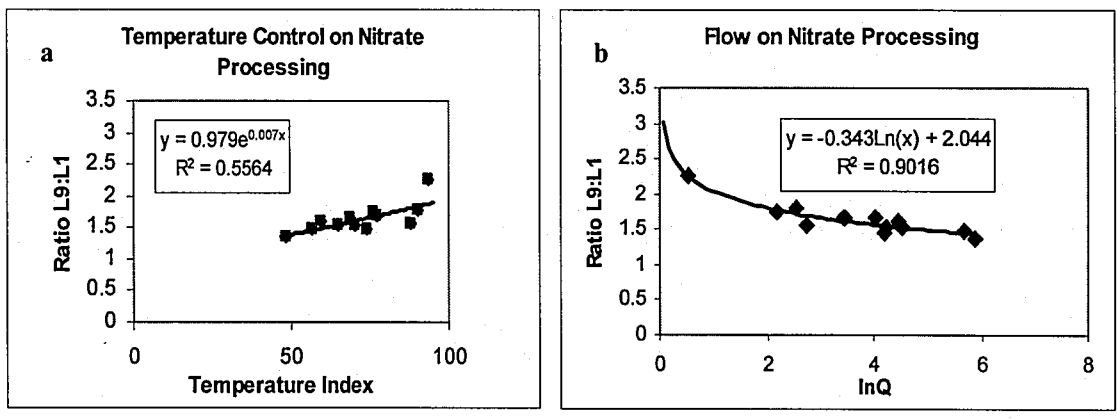 a
Temperature Control on Nitrate
Processing
3.5
3
2.5
2
1.5
1
0.5
0
y = 0.979e^0.007x
R² = 0.5564
0
50
100
Ratio L9:L1
Temperature Index
b
Flow on Nitrate Processing
3.5
3
2.5
2
1.5
1
0.5
0
y = -0.343Ln(x) + 2.044
R² = 0.9016
0
2
4
6
8
Ratio L9:L1
lnQ